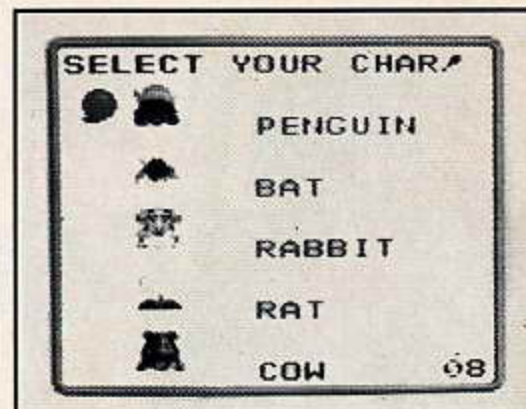 SELECT YOUR CHAR.
PENGUIN
BAT
RABBIT
RAT
COW 08